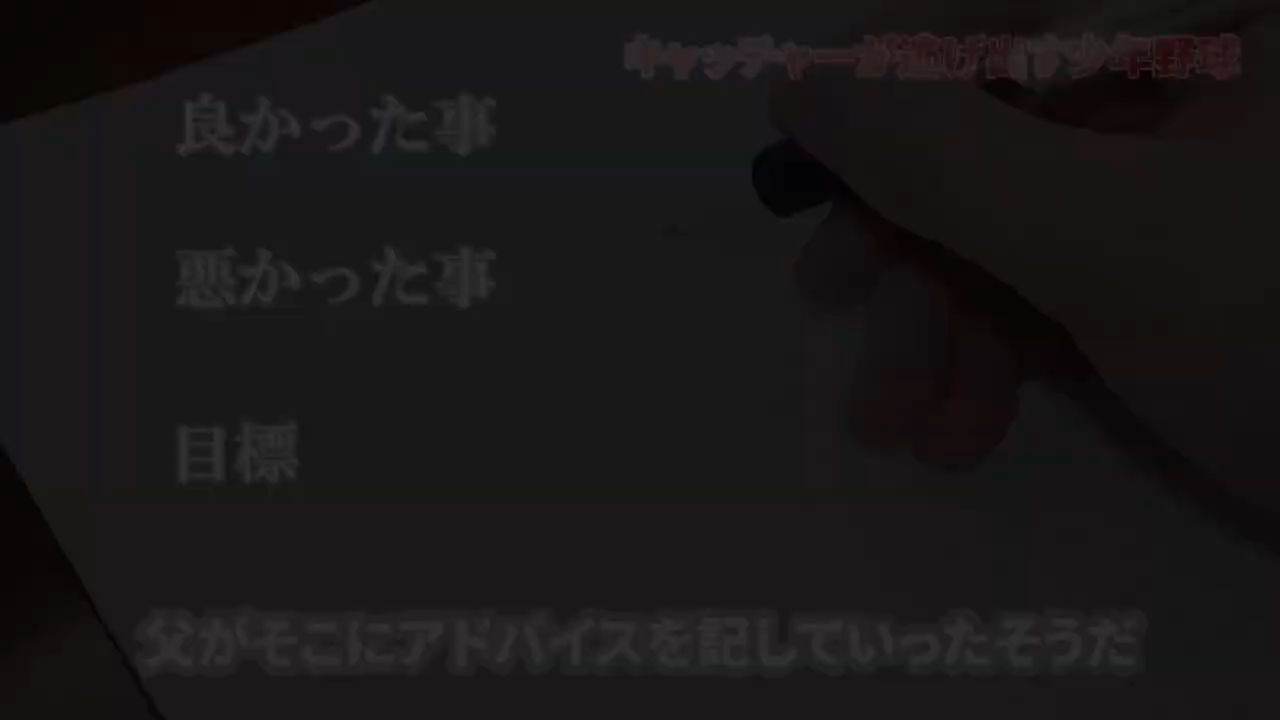 キャッチャーが逃げ出す少年野球
良かった事
悪かった事
目標
父がそこにアドバイスを記していったそうだ